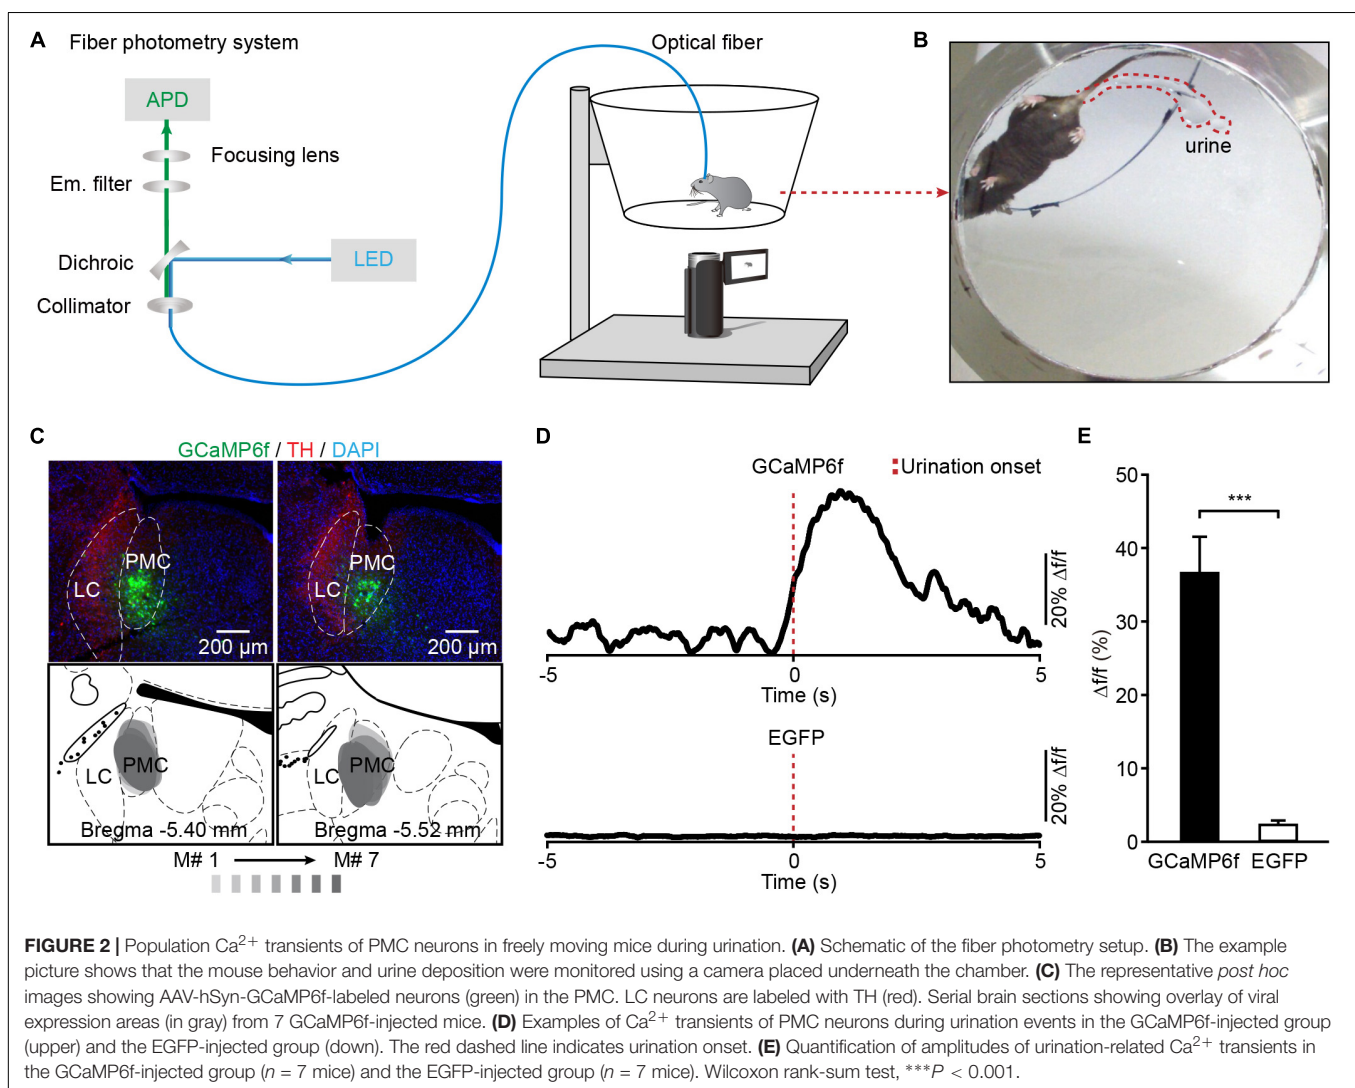 A
Fiber photometry system
Optical fiber
APD
Focusing lens
Em. filter
Dichroic
LED
Collimator
B
urine
C
GCaMP6f / TH / DAPI
PMC
LC
200 µm
PMC
LC
200 µm
LC
PMC
Bregma -5.40 mm
LC
PMC
Bregma -5.52 mm
M# 1
M# 7
D
GCaMP6f
Urination onset
20% Δf/f
-5
0
5
Time (s)
EGFP
20% Δf/f
-5
0
5
Time (s)
E
50
40
30
20
10
0
Δf/f (%)
***
GCaMP6f
EGFP
FIGURE 2 | Population Ca2+ transients of PMC neurons in freely moving mice during urination. (A) Schematic of the fiber photometry setup. (B) The example
picture shows that the mouse behavior and urine deposition were monitored using a camera placed underneath the chamber. (C) The representative post hoc
images showing AAV-hSyn-GCaMP6f-labeled neurons (green) in the PMC. LC neurons are labeled with TH (red). Serial brain sections showing overlay of viral
expression areas (in gray) from 7 GCaMP6f-injected mice. (D) Examples of Ca2+ transients of PMC neurons during urination events in the GCaMP6f-injected group
(upper) and the EGFP-injected group (down). The red dashed line indicates urination onset. (E) Quantification of amplitudes of urination-related Ca2+ transients in
the GCaMP6f-injected group (n = 7 mice) and the EGFP-injected group (n = 7 mice). Wilcoxon rank-sum test, ***P < 0.001.